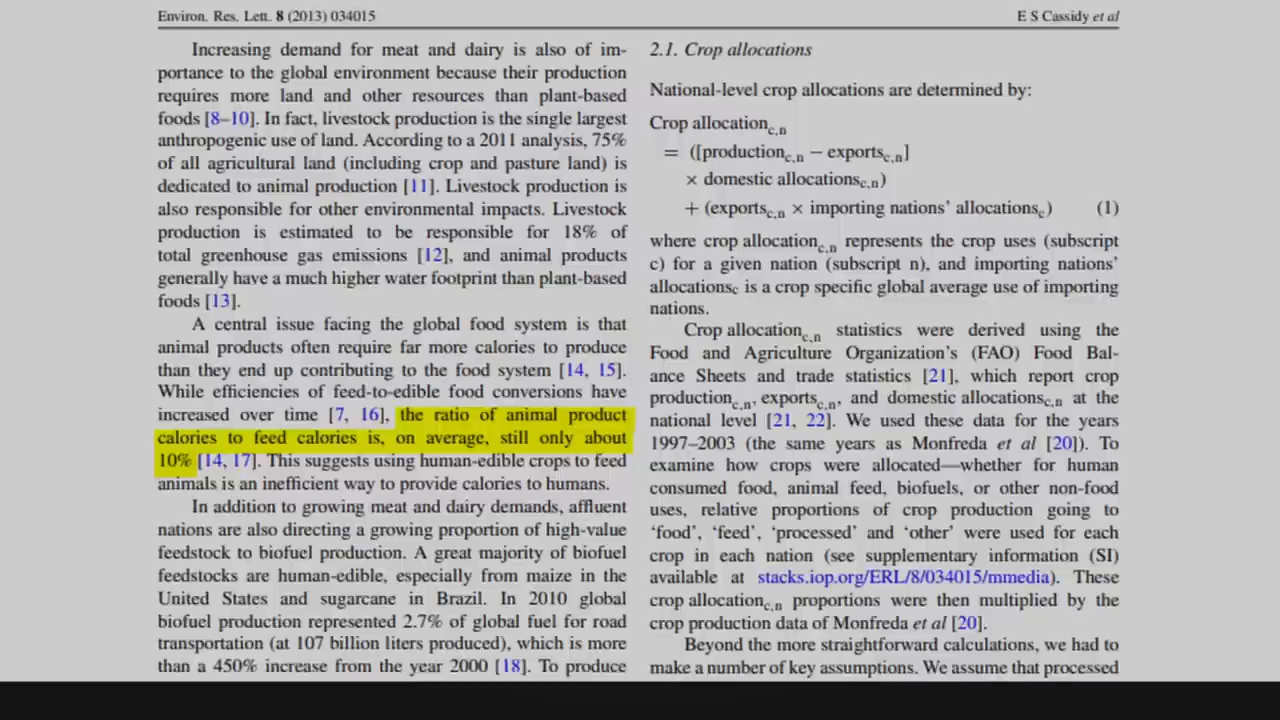 Environ. Res. Lett. 8 (2013) 034015
E S Cassidy et al
Increasing demand for meat and dairy is also of im-
portance to the global environment because their production
requires more land and other resources than plant-based
foods [8–10]. In fact, livestock production is the single largest
anthropogenic use of land. According to a 2011 analysis, 75%
of all agricultural land (including crop and pasture land) is
dedicated to animal production [11]. Livestock production is
also responsible for other environmental impacts. Livestock
production is estimated to be responsible for 18% of
total greenhouse gas emissions [12], and animal products
generally have a much higher water footprint than plant-based
foods [13].
A central issue facing the global food system is that
animal products often require far more calories to produce
than they end up contributing to the food system [14, 15].
While efficiencies of feed-to-edible food conversions have
increased over time [7, 16], the ratio of animal product
calories to feed calories is, on average, still only about
10% [14, 17]. This suggests using human-edible crops to feed
animals is an inefficient way to provide calories to humans.
In addition to growing meat and dairy demands, affluent
nations are also directing a growing proportion of high-value
feedstock to biofuel production. A great majority of biofuel
feedstocks are human-edible, especially from maize in the
United States and sugarcane in Brazil. In 2010 global
biofuel production represented 2.7% of global fuel for road
transportation (at 107 billion liters produced), which is more
than a 450% increase from the year 2000 [18]. To produce
2.1. Crop allocations
National-level crop allocations are determined by:
Crop allocation_c,n
= ([production_c,n − exports_c,n]
× domestic allocations_c,n)
+ (exports_c,n × importing nations' allocations_c) (1)
where crop allocation_c,n represents the crop uses (subscript
c) for a given nation (subscript n), and importing nations'
allocations_c is a crop specific global average use of importing
nations.
Crop allocation_c,n statistics were derived using the
Food and Agriculture Organization's (FAO) Food Bal-
ance Sheets and trade statistics [21], which report crop
production_c,n, exports_c,n, and domestic allocations_c,n at the
national level [21, 22]. We used these data for the years
1997–2003 (the same years as Monfreda et al [20]). To
examine how crops were allocated—whether for human
consumed food, animal feed, biofuels, or other non-food
uses, relative proportions of crop production going to
'food', 'feed', 'processed' and 'other' were used for each
crop in each nation (see supplementary information (SI)
available at stacks.iop.org/ERL/8/034015/mmedia). These
crop allocation_c,n proportions were then multiplied by the
crop production data of Monfreda et al [20].
Beyond the more straightforward calculations, we had to
make a number of key assumptions. We assume that processed